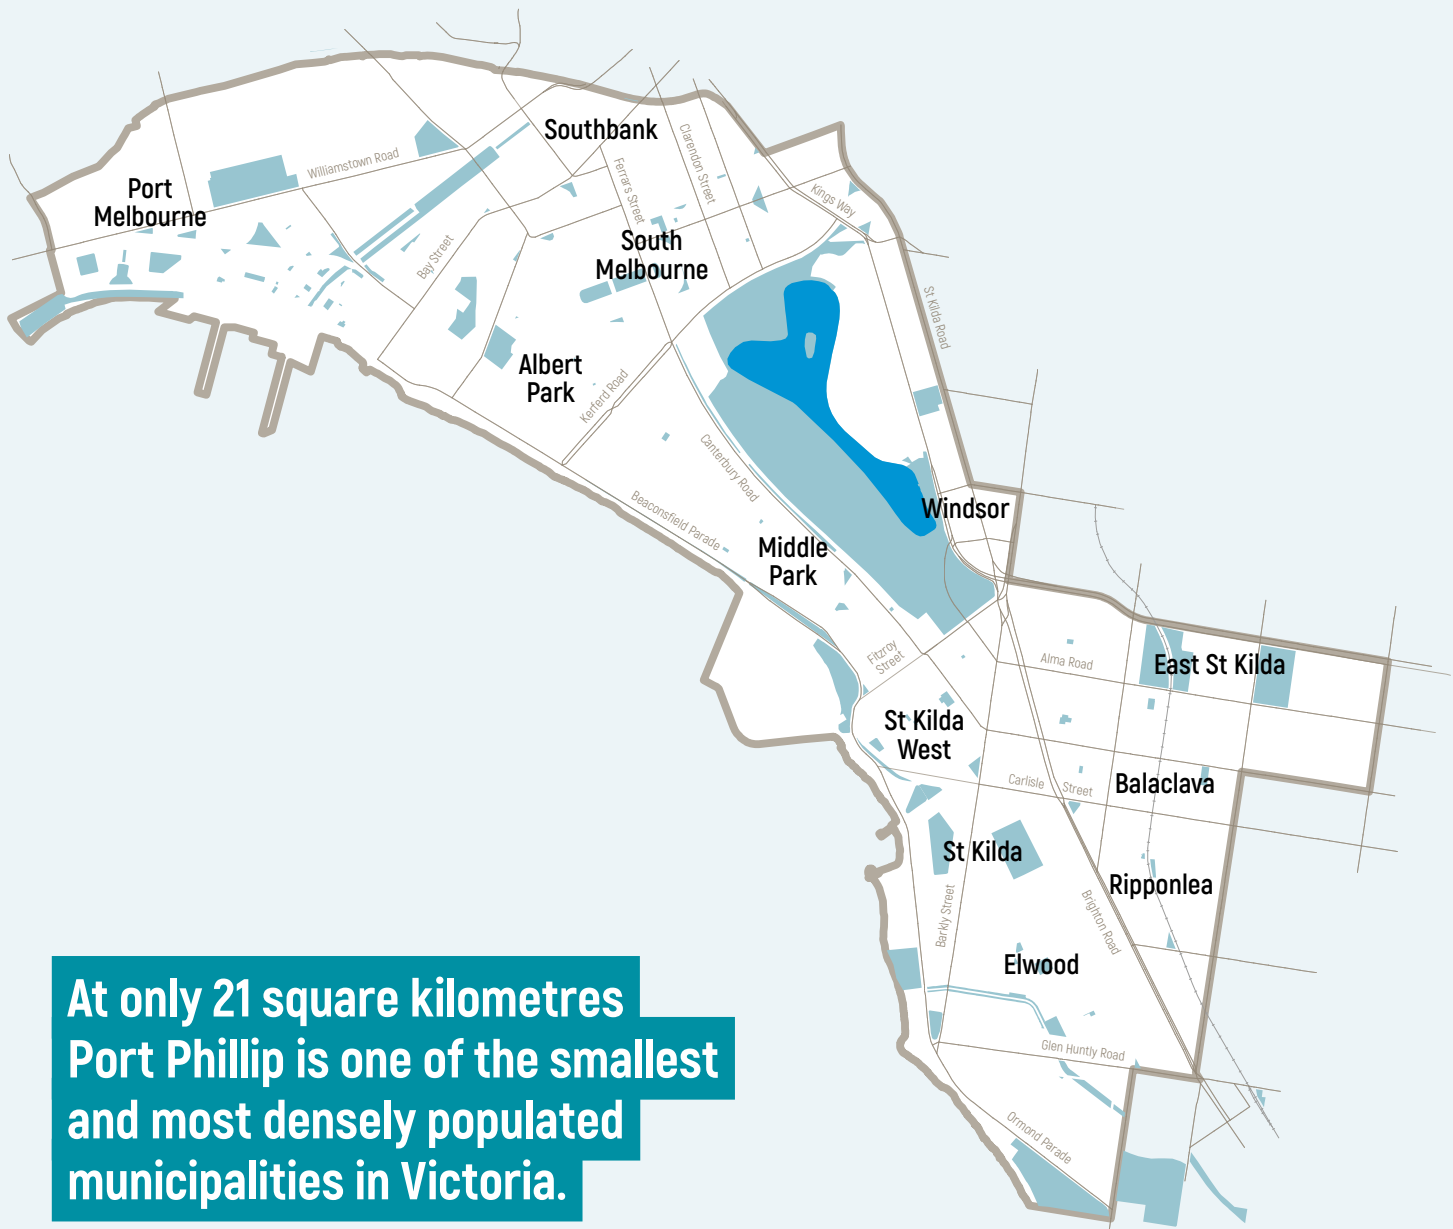 Southbank
Clarendon Street
Williamstown Road
Ferrars Street
Port
Melbourne
Kings Way
Bay Street
South
Melbourne
St Kilda Road
Albert
Park
Kerferd Road
Canterbury Road
Beaconsfield Parade
Windsor
Middle
Park
Fitzroy
Street
Alma Road
East St Kilda
St Kilda
West
Carlisle Street
Balaclava
St Kilda
Ripponlea
Barkly Street
Brighton Road
Elwood
Glen Huntly Road
Ormond Parade
At only 21 square kilometres
Port Phillip is one of the smallest
and most densely populated
municipalities in Victoria.